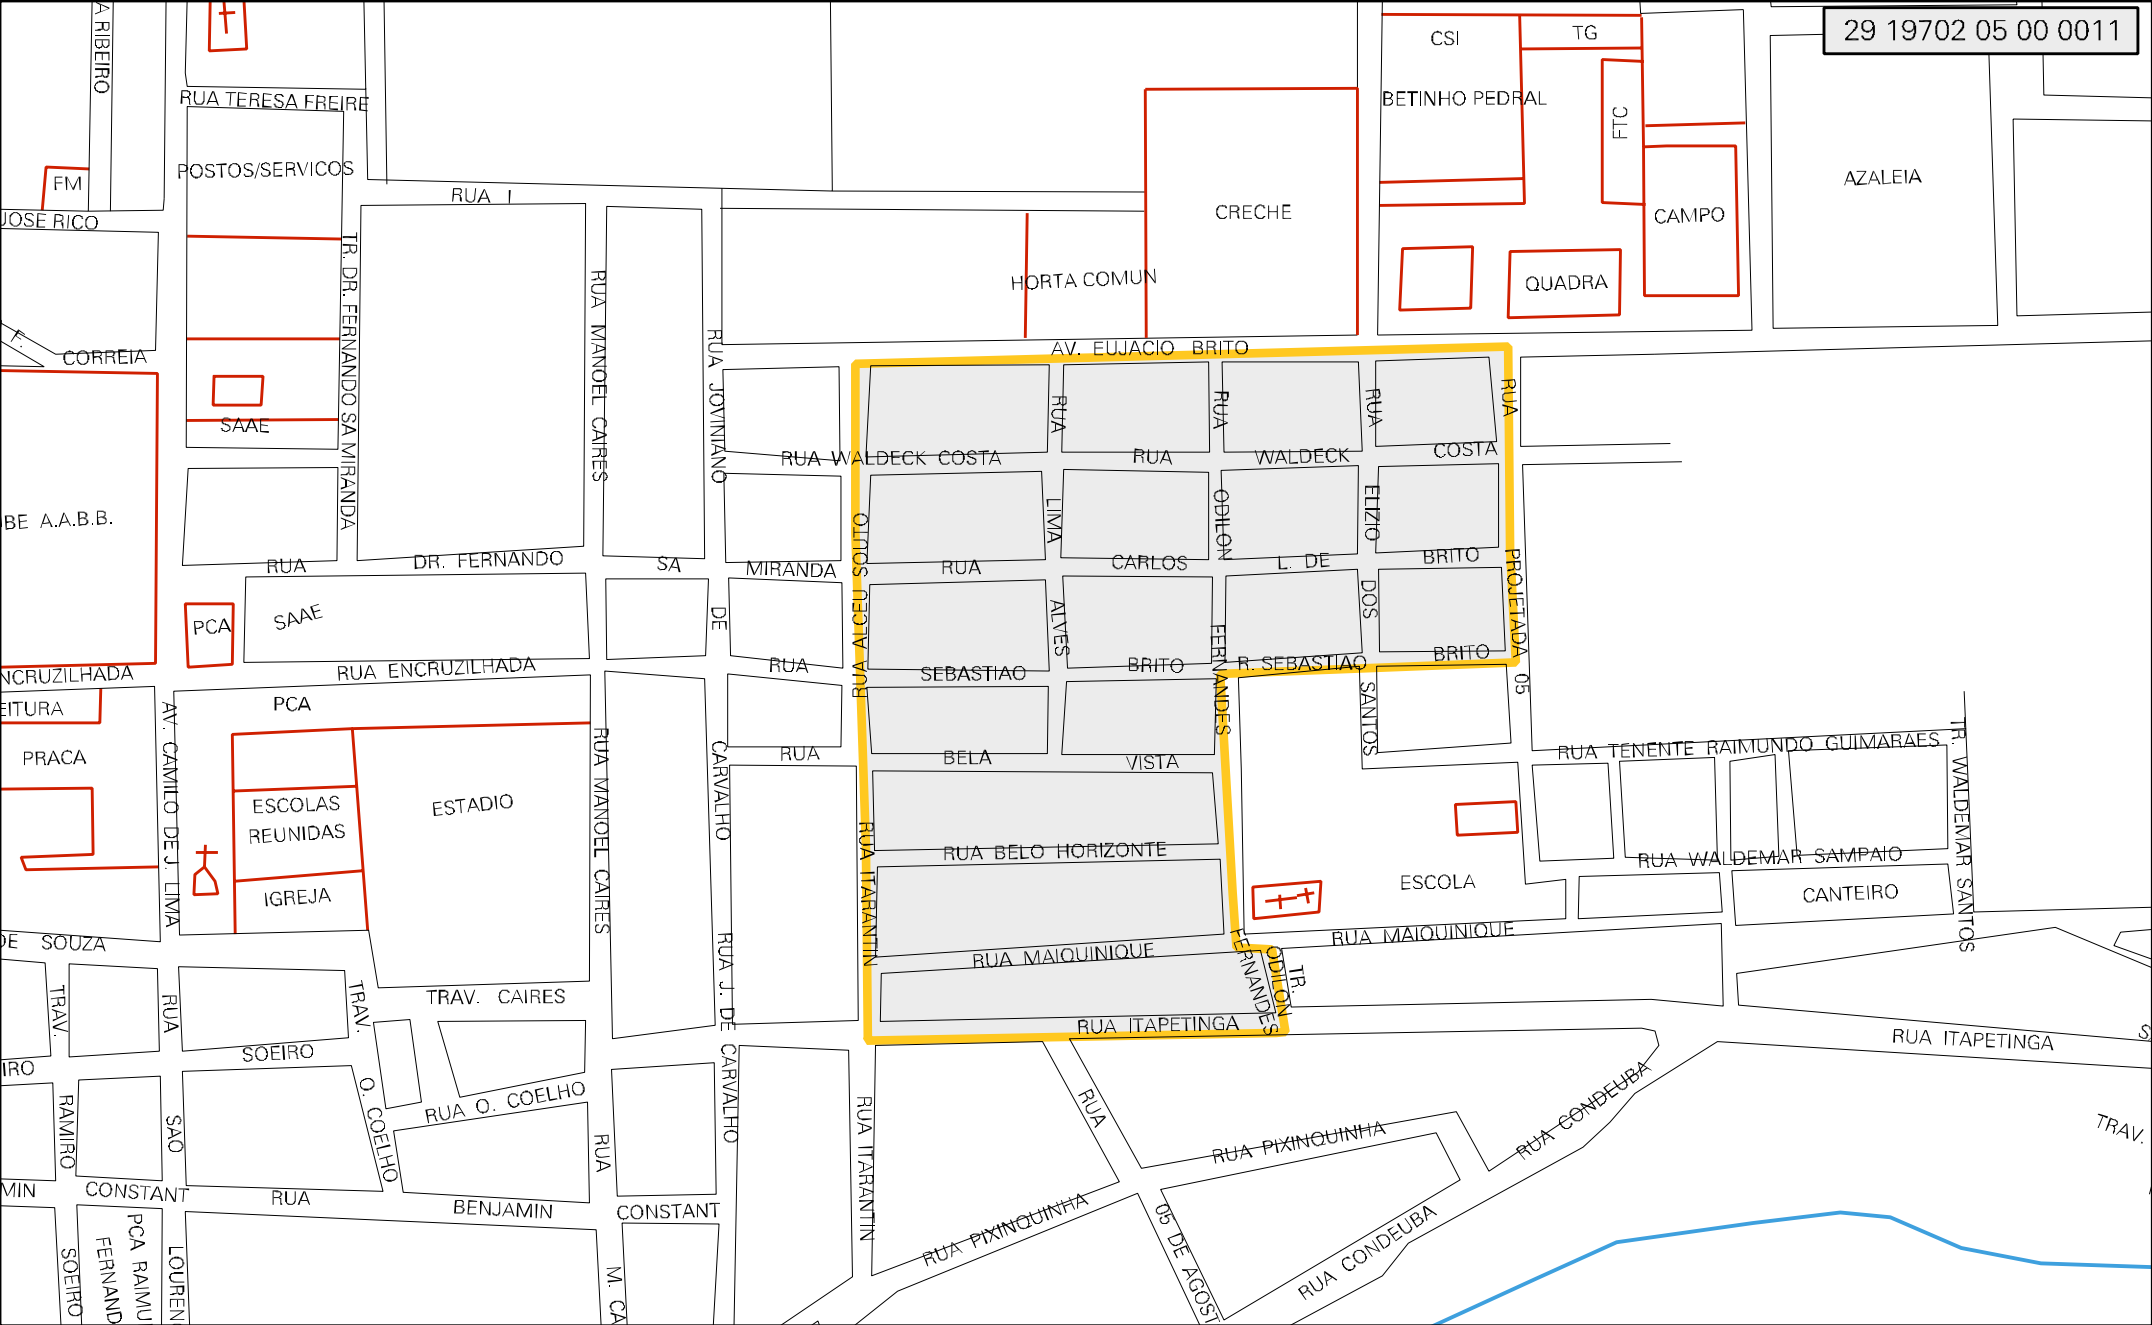 29 19702 05 00 0011
A RIBEIRO
CSI
TG
RUA TERESA FREIRE
BETINHO PEDRAL
FTC
POSTOS/SERVICOS
FM
RUA I
AZALEIA
JOSE RICO
CRECHE
CAMPO
HORTA COMUN
QUADRA
TR. DR. FERNANDO SA MIRANDA
RUA MANOEL CAIRES
F.
CORREIA
AV. EUJACIO BRITO
RUA JOVINIANO
RUA
RUA
RUA
RUA
SAAE
RUA WALDECK COSTA
RUA
WALDECK
COSTA
BE A.A.B.B.
LIMA
ODILON
ELIZIO
RUA
DR. FERNANDO
SA
MIRANDA
RUA ALCEU SOUTO
RUA
CARLOS
L. DE
BRITO
PROJETADA
PCA
SAAE
DE
ALVES
DOS
FERNANDES
NCRUZILHADA
RUA ENCRUZILHADA
RUA
SEBASTIAO
BRITO
R. SEBASTIAO
BRITO
05
EITURA
PCA
SANTOS
PRACA
AV. CAMILO DE J. LIMA
RUA MANOEL CAIRES
CARVALHO
RUA
BELA
VISTA
RUA TENENTE RAIMUNDO GUIMARAES
TR. WALDEMAR SANTOS
ESCOLAS
REUNIDAS
ESTADIO
RUA ITARANTIN
RUA BELO HORIZONTE
RUA WALDEMAR SAMPAIO
IGREJA
ESCOLA
CANTEIRO
DE SOUZA
RUA J. DE
CARVALHO
RUA MAIQUINIQUE
RUA MAIQUINIQUE
FERNANDES
ODILON
TR.
TRAV.
RUA
TRAV.
TRAV. CAIRES
RUA ITAPETINGA
RUA ITAPETINGA
S
IRO
SOEIRO
RAMIRO
SAO
O. COELHO
RUA O. COELHO
RUA
RUA ITARANTIN
RUA
RUA PIXINQUINHA
RUA CONDEUBA
TRAV.
MIN
CONSTANT
RUA
BENJAMIN
CONSTANT
RUA PIXINQUINHA
05 DE AGOST
RUA CONDEUBA
SOEIRO
FERNAND
PCA RAIMU
LOUREN
M. CA